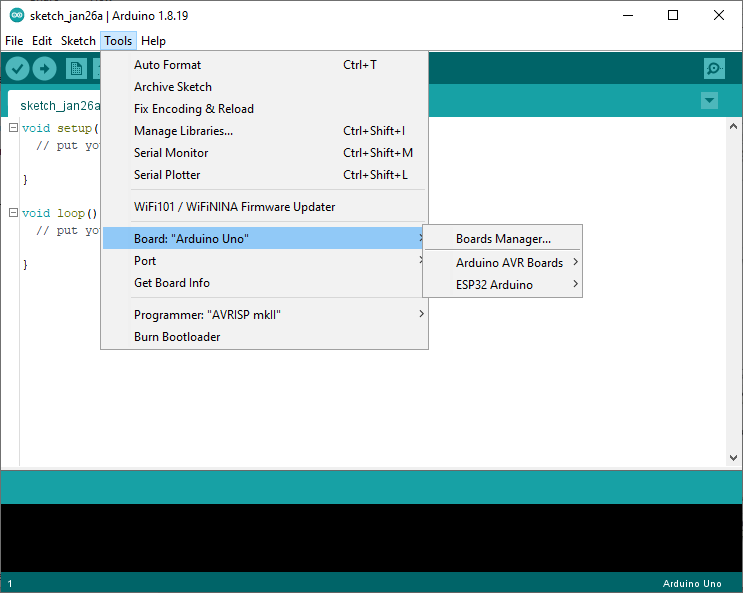 sketch_jan26a | Arduino 1.8.19
File Edit Sketch Tools Help
sketch_jan26a
void setup(
// put you
}
void loop()
// put you
}
Auto Format Ctrl+T
Archive Sketch
Fix Encoding & Reload
Manage Libraries... Ctrl+Shift+I
Serial Monitor Ctrl+Shift+M
Serial Plotter Ctrl+Shift+L
WiFi101 / WiFiNINA Firmware Updater
Board: "Arduino Uno"
Port
Get Board Info
Programmer: "AVRISP mkII"
Burn Bootloader
Boards Manager...
Arduino AVR Boards
ESP32 Arduino
1
Arduino Uno